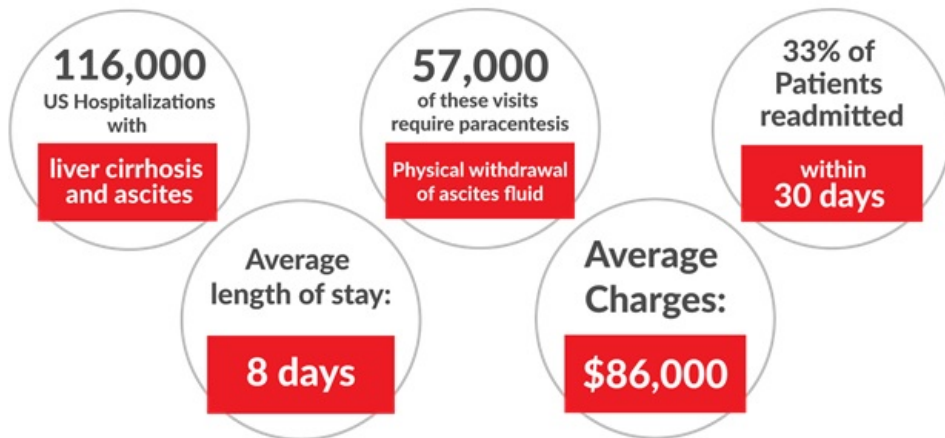 116,000
US Hospitalizations
with
liver cirrhosis
and ascites
57,000
of these visits
require paracentesis
Physical withdrawal
of ascites fluid
33% of
Patients
readmitted
within
30 days
Average
length of stay:
8 days
Average
Charges:
$86,000